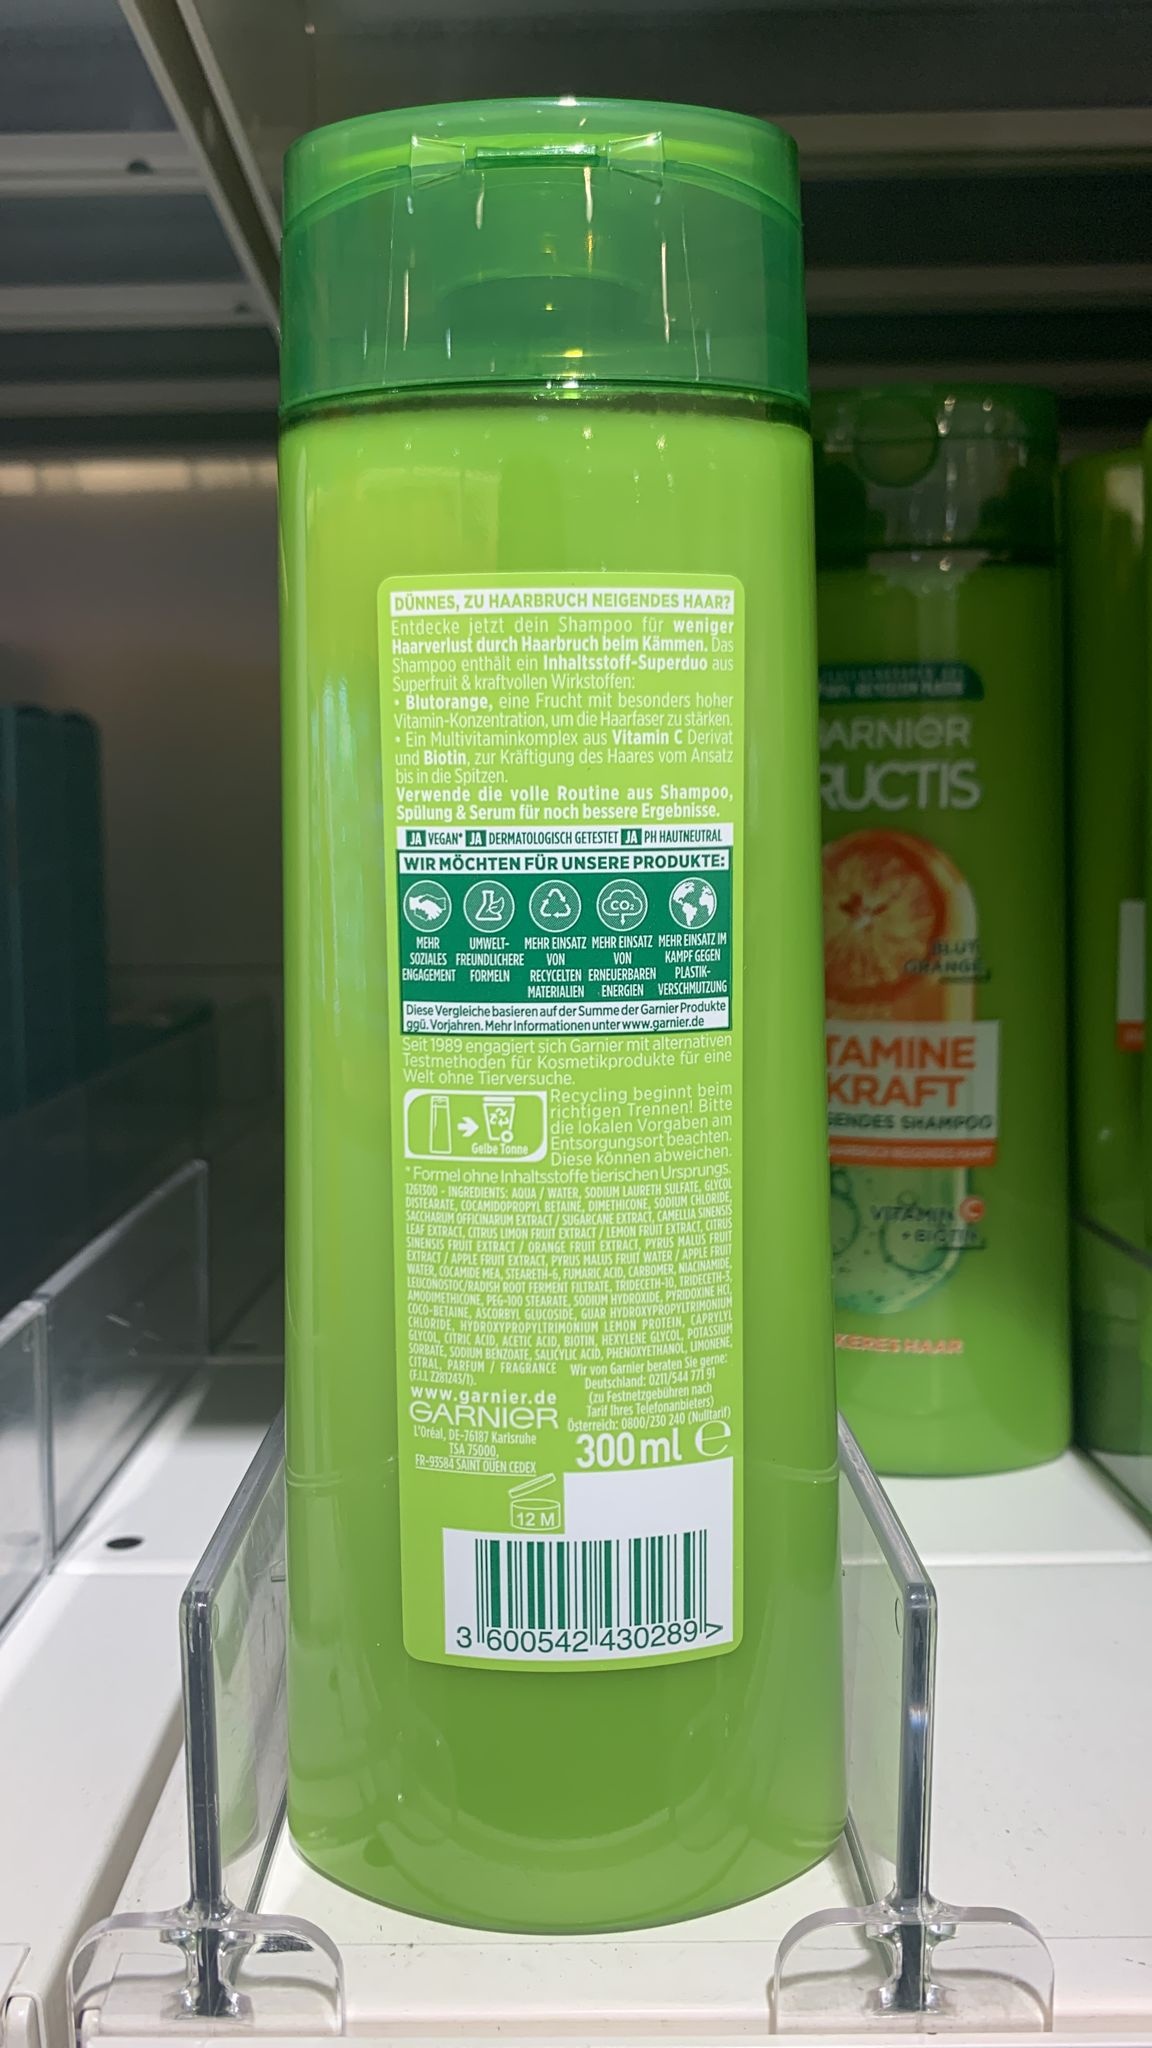 DÜNNES, ZU HAARBRUCH NEIGENDES HAAR?
Entdecke jetzt dein Shampoo für weniger
Haarverlust durch Haarbruch beim Kämmen. Das
Shampoo enthält ein Inhaltsstoff-Superduo aus
Superfruit & kraftvollen Wirkstoffen:
• Blutorange, eine Frucht mit besonders hoher
Vitamin-Konzentration, um die Haarfaser zu stärken.
• Ein Multivitaminkomplex aus Vitamin C Derivat
und Biotin, zur Kräftigung des Haares vom Ansatz
bis in die Spitzen.
Verwende die volle Routine aus Shampoo,
Spülung & Serum für noch bessere Ergebnisse.
JA VEGAN* JA DERMATOLOGISCH GETESTET JA PH HAUTNEUTRAL
WIR MÖCHTEN FÜR UNSERE PRODUKTE:
CO₂
MEHR
SOZIALES
ENGAGEMENT
UMWELT-
FREUNDLICHERE
FORMELN
MEHR EINSATZ
VON
RECYCELTEN
MATERIALIEN
MEHR EINSATZ
VON
ERNEUERBAREN
ENERGIEN
MEHR EINSATZ IM
KAMPF GEGEN
PLASTIK-
VERSCHMUTZUNG
Diese Vergleiche basieren auf der Summe der Garnier Produkte
ggü. Vorjahren. Mehr Informationen unter www.garnier.de
Seit 1989 engagiert sich Garnier mit alternativen
Testmethoden für Kosmetikprodukte für eine
Welt ohne Tierversuche.
Gelbe Tonne
Recycling beginnt beim
richtigen Trennen! Bitte
die lokalen Vorgaben am
Entsorgungsort beachten.
Diese können abweichen.
* Formel ohne Inhaltsstoffe tierischen Ursprungs.
1261300 - INGREDIENTS: AQUA / WATER, SODIUM LAURETH SULFATE, GLYCOL
DISTEARATE, COCAMIDOPROPYL BETAINE, DIMETHICONE, SODIUM CHLORIDE,
SACCHARUM OFFICINARUM EXTRACT / SUGARCANE EXTRACT, CAMELLIA SINENSIS
LEAF EXTRACT, CITRUS LIMON FRUIT EXTRACT / LEMON FRUIT EXTRACT, CITRUS
SINENSIS FRUIT EXTRACT / ORANGE FRUIT EXTRACT, PYRUS MALUS FRUIT
EXTRACT / APPLE FRUIT EXTRACT, PYRUS MALUS FRUIT WATER / APPLE FRUIT
WATER, COCAMIDE MEA, STEARETH-6, FUMARIC ACID, CARBOMER, NIACINAMIDE,
LEUCONOSTOC/RADISH ROOT FERMENT FILTRATE, TRIDECETH-10, TRIDECETH-3,
AMODIMETHICONE, PEG-100 STEARATE, SODIUM HYDROXIDE, PYRIDOXINE HCl,
COCO-BETAINE, ASCORBYL GLUCOSIDE, GUAR HYDROXYPROPYLTRIMONIUM
CHLORIDE, HYDROXYPROPYLTRIMONIUM LEMON PROTEIN, CAPRYLYL
GLYCOL, CITRIC ACID, ACETIC ACID, BIOTIN, HEXYLENE GLYCOL, POTASSIUM
SORBATE, SODIUM BENZOATE, SALICYLIC ACID, PHENOXYETHANOL, LIMONENE,
CITRAL, PARFUM / FRAGRANCE
(F.I.L Z281243/1).
www.garnier.de
GARNIER
L'Oréal, DE-76187 Karlsruhe
TSA 75000,
FR-93584 SAINT OUEN CEDEX
Wir von Garnier beraten Sie gerne:
Deutschland: 0211/544 771 91
(zu Festnetzgebühren nach
Tarif Ihres Telefonanbieters)
Österreich: 0800/230 240 (Nulltarif)
300 ml e
12 M
3 600542 430289 >
ARNIER
RUCTIS
BLUT
ORANGE
TAMINE
KRAFT
GENDES SHAMPOO
VITAMIN C
+ BIOTIN
KERES HAAR